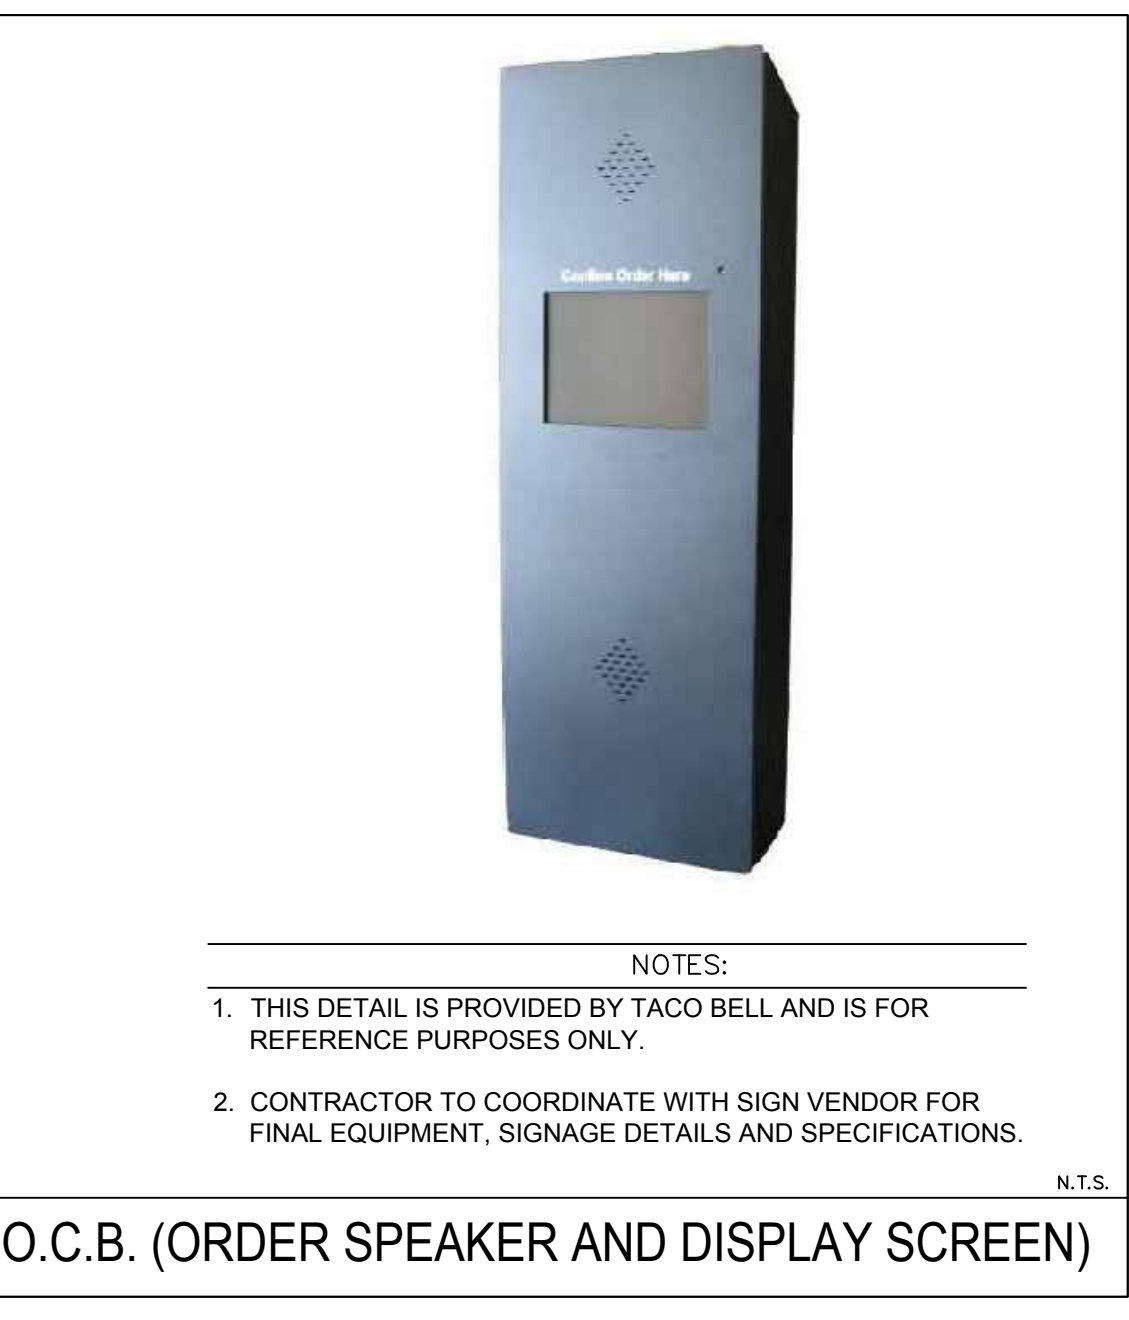 Confirm Order Here
NOTES:
1. THIS DETAIL IS PROVIDED BY TACO BELL AND IS FOR
REFERENCE PURPOSES ONLY.
2. CONTRACTOR TO COORDINATE WITH SIGN VENDOR FOR
FINAL EQUIPMENT, SIGNAGE DETAILS AND SPECIFICATIONS.
N.T.S.
O.C.B. (ORDER SPEAKER AND DISPLAY SCREEN)